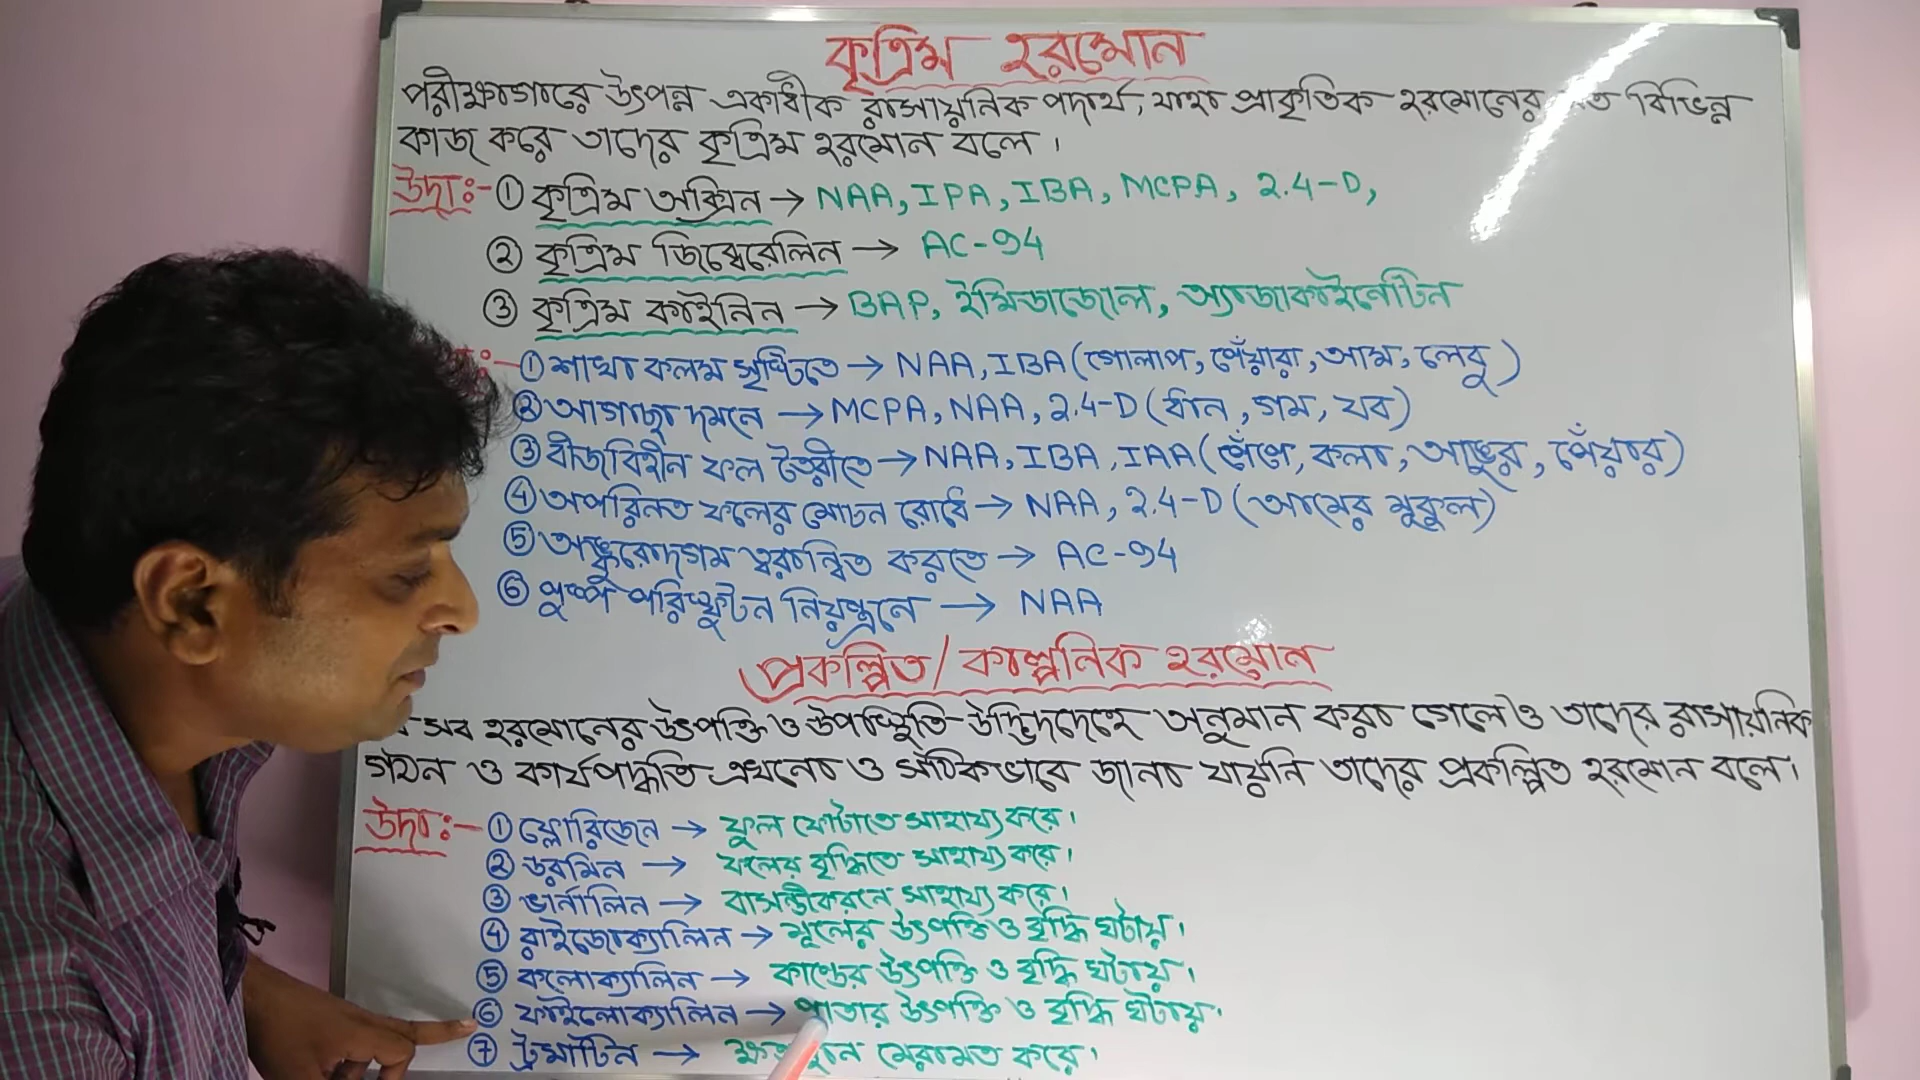 কৃত্রিম হরমোন
পরীক্ষাগারে উৎপন্ন একাধীক রাসায়নিক পদার্থ, যাহা প্রাকৃতিক হরমোনের বিভিন্ন
কাজ করে তাদের কৃত্রিম হরমোন বলে।
উদাঃ- ① কৃত্রিম অক্সিন → NAA, IPA, IBA, MCPA, 2.4-D,
② কৃত্রিম জিব্বেরেলিন → AC-94
③ কৃত্রিম কাইনিন → BAP, ইমিডাজোল, অ্যাজাকাইনেটিন
① শাখা কলম সৃষ্টিতে → NAA, IBA (গোলাপ, পেঁয়ারা, আম, লেবু)
② আগাছা দমনে → MCPA, NAA, 2.4-D (ধান, গম, যব)
③ বীজবিহীন ফল তৈরীতে → NAA, IBA, IAA (পেঁপে, কলা, আঙুর, পেঁয়ার)
④ অপরিনত ফলের মোচন রোধে → NAA, 2.4-D (আমের মুকুল)
⑤ অঙ্কুরোদগম ত্বরান্বিত করতে → AC-94
⑥ পুষ্প পরিস্ফুটন নিয়ন্ত্রনে → NAA
প্রকল্পিত/কাল্পনিক হরমোন
সব হরমোনের উৎপত্তি ও উপস্থিতি উদ্ভিদদেহে অনুমান করা গেলেও তাদের রাসায়নিক
গঠন ও কার্যপদ্ধতি এখনো ও সঠিকভাবে জানা যায়নি তাদের প্রকল্পিত হরমোন বলে।
উদাঃ- ① ফ্লোরিজেন → ফুল ফোটাতে সাহায্য করে।
② ডরমিন → ফলের বৃদ্ধিতে সাহায্য করে।
③ ভার্নালিন → বাসন্তীকরনে সাহায্য করে।
④ রাইজোক্যালিন → মূলের উৎপত্তি ও বৃদ্ধি ঘটায়।
⑤ কলোক্যালিন → কাণ্ডের উৎপত্তি ও বৃদ্ধি ঘটায়।
⑥ ফাইলোক্যালিন → পাতার উৎপত্তি ও বৃদ্ধি ঘটায়।
⑦ ট্রমাটিন → মেরামত করে।